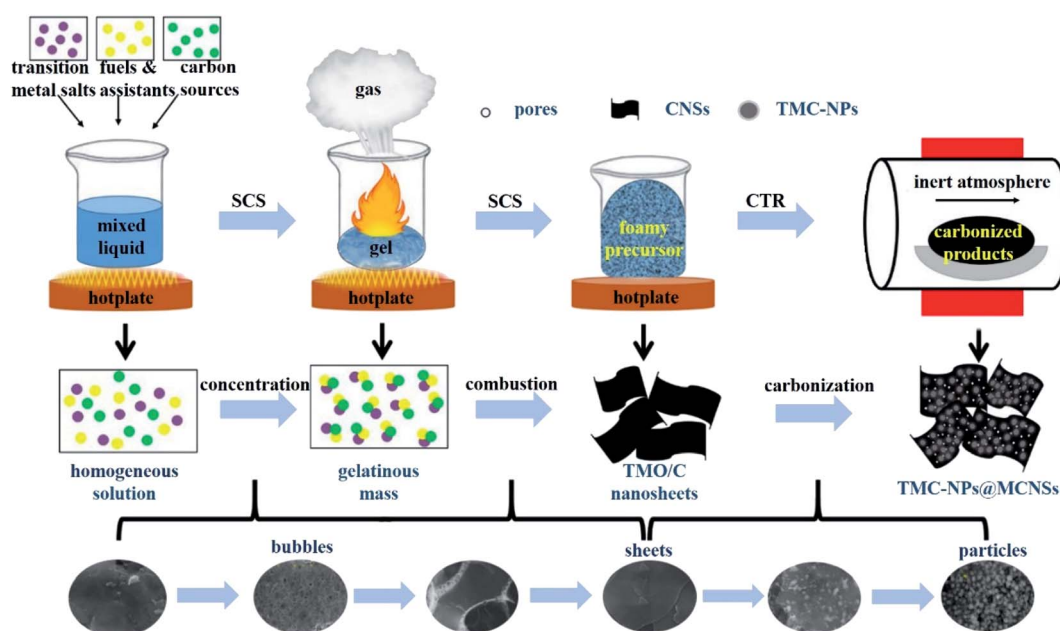 transition
metal salts
fuels &
assistants
carbon
sources
gas
pores
CNSs
TMC-NPs
SCS
SCS
CTR
inert atmosphere
mixed
liquid
gel
foamy
precursor
carbonized
products
hotplate
hotplate
hotplate
concentration
combustion
carbonization
homogeneous
solution
gelatinous
mass
TMO/C
nanosheets
TMC-NPs@MCNSs
bubbles
sheets
particles